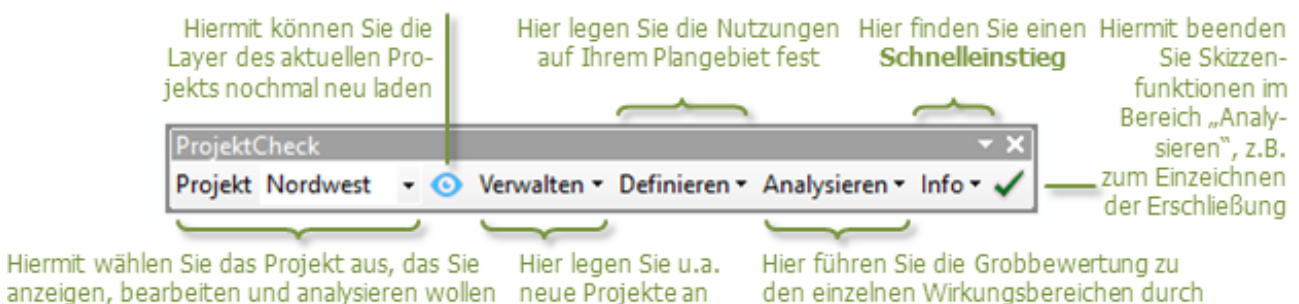 Hiermit können Sie die
Layer des aktuellen Pro-
jekts nochmal neu laden
Hier legen Sie die Nutzungen
auf Ihrem Plangebiet fest
Hier finden Sie einen
Schnelleinstieg
Hiermit beenden
Sie Skizzen-
funktionen im
Bereich „Analy-
sieren“, z.B.
zum Einzeichnen
der Erschließung
ProjektCheck
Projekt Nordwest Verwalten Definieren Analysieren Info
Hiermit wählen Sie das Projekt aus, das Sie
anzeigen, bearbeiten und analysieren wollen
Hier legen Sie u.a.
neue Projekte an
Hier führen Sie die Grobbewertung zu
den einzelnen Wirkungsbereichen durch